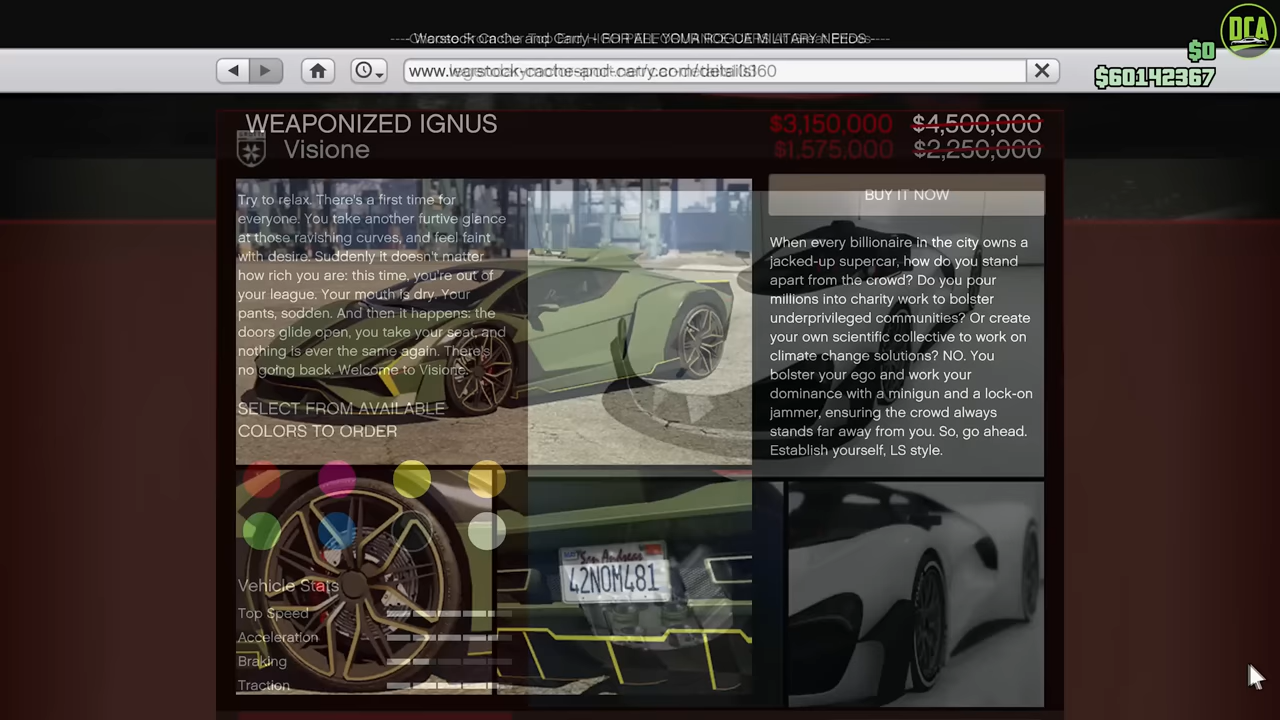 Warstock Cache and Carry - FOR ALL YOUR ROGUE MILITARY NEEDS
DCA
$0
$60142367
WEAPONIZED IGNUS
$3,150,000 $4,500,000
Visione
$1,575,000 $2,250,000
Try to relax. There's a first time for
everyone. You take another furtive glance
at those ravishing curves, and feel faint
with desire. Suddenly it doesn't matter
how rich you are: this time, you're out of
your league. Your mouth is dry. Your
pants, sodden. And then it happens: the
doors glide open, you take your seat, and
nothing is ever the same again. There's
no going back. Welcome to Visione.
SELECT FROM AVAILABLE
COLORS TO ORDER
BUY IT NOW
When every billionaire in the city owns a
jacked-up supercar, how do you stand
apart from the crowd? Do you pour
millions into charity work to bolster
underprivileged communities? Or create
your own scientific collective to work on
climate change solutions? NO. You
bolster your ego and work your
dominance with a minigun and a lock-on
jammer, ensuring the crowd always
stands far away from you. So, go ahead.
Establish yourself, LS style.
San Andreas
42NOM481
Vehicle Stats
Top Speed
Acceleration
Braking
Traction